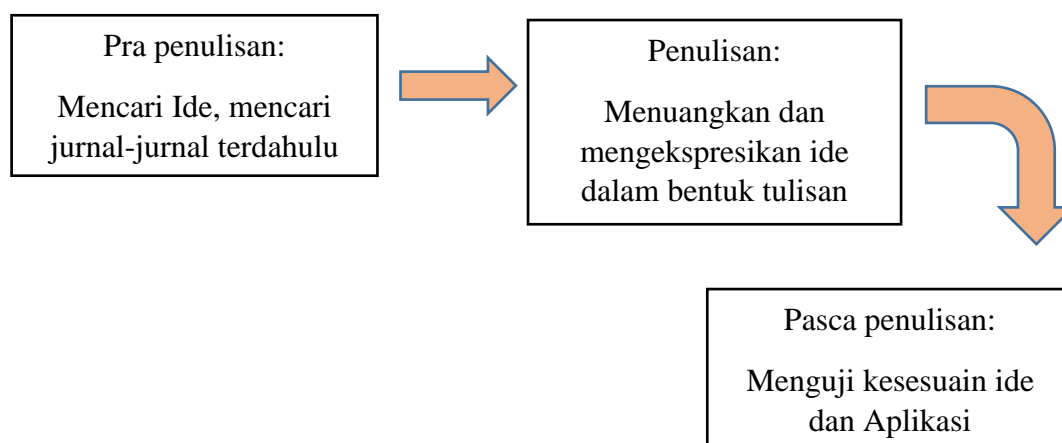 Pra penulisan:
Mencari Ide, mencari
jurnal-jurnal terdahulu
Penulisan:
Menuangkan dan
mengekspresikan ide
dalam bentuk tulisan
Pasca penulisan:
Menguji kesesuain ide
dan Aplikasi